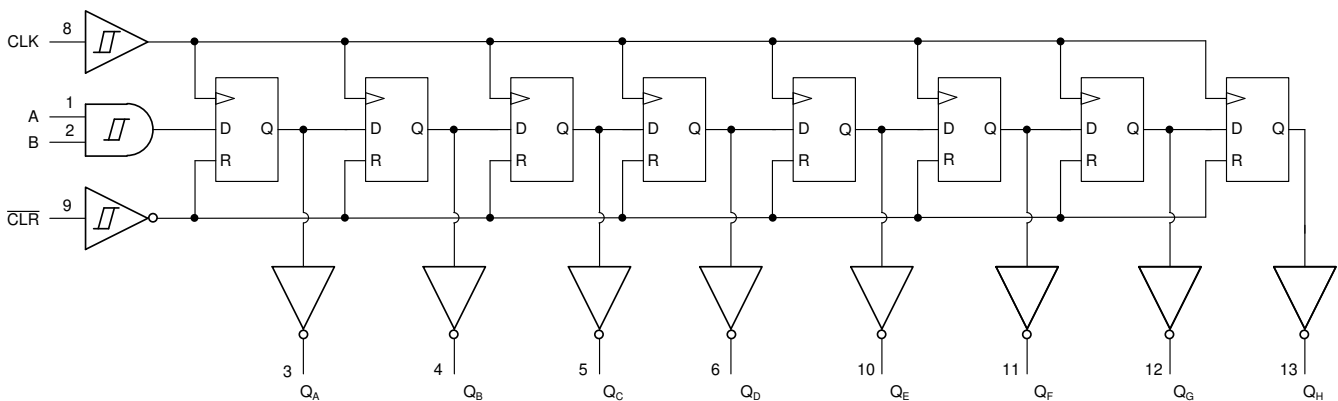 CLK 8
A 1
B 2
CLR 9
D Q R
D Q R
D Q R
D Q R
D Q R
D Q R
D Q R
D Q R
3 4 5 6 10 11 12 13
QA QB QC QD QE QF QG QH